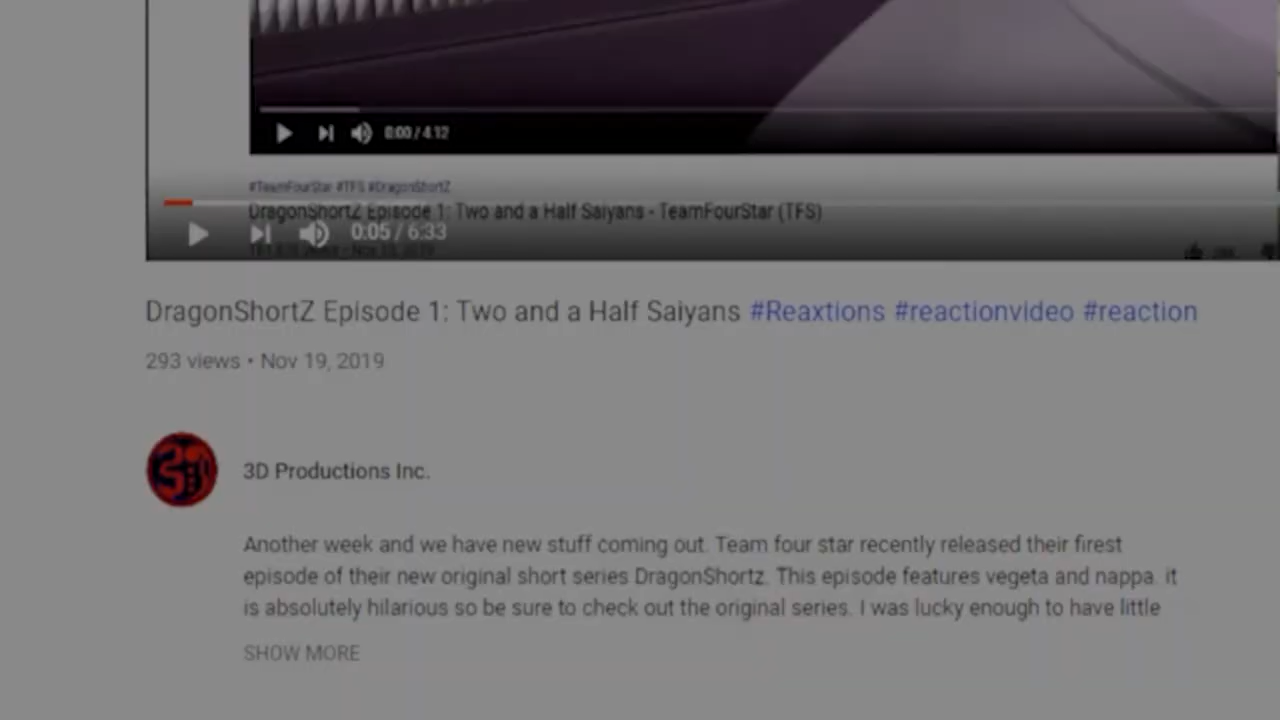 0:00 / 4:12
#TeamFourStar #TFS #DragonShortZ
DragonShortZ Episode 1: Two and a Half Saiyans - TeamFourStar (TFS)
0:05 / 6:33
DragonShortZ Episode 1: Two and a Half Saiyans #Reaxtions #reactionvideo #reaction
293 views • Nov 19, 2019
3D Productions Inc.
Another week and we have new stuff coming out. Team four star recently released their firest
episode of their new original short series DragonShortz. This episode features vegeta and nappa. it
is absolutely hilarious so be sure to check out the original series. I was lucky enough to have little
SHOW MORE